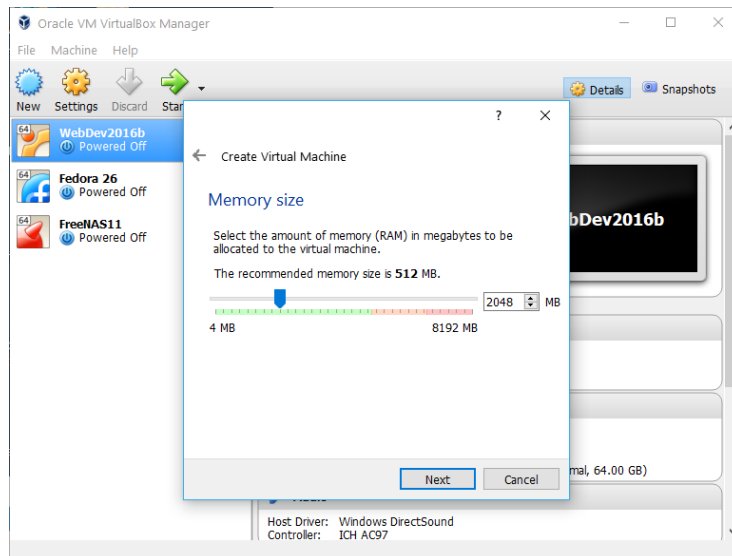 Oracle VM VirtualBox Manager
File Machine Help
New Settings Discard Star
Details Snapshots
64 WebDev2016b
Powered Off
64 Fedora 26
Powered Off
64 FreeNAS11
Powered Off
?
Create Virtual Machine
Memory size
Select the amount of memory (RAM) in megabytes to be
allocated to the virtual machine.
The recommended memory size is 512 MB.
2048 MB
4 MB 8192 MB
Next Cancel
bDev2016b
mal, 64.00 GB)
Host Driver: Windows DirectSound
Controller: ICH AC97